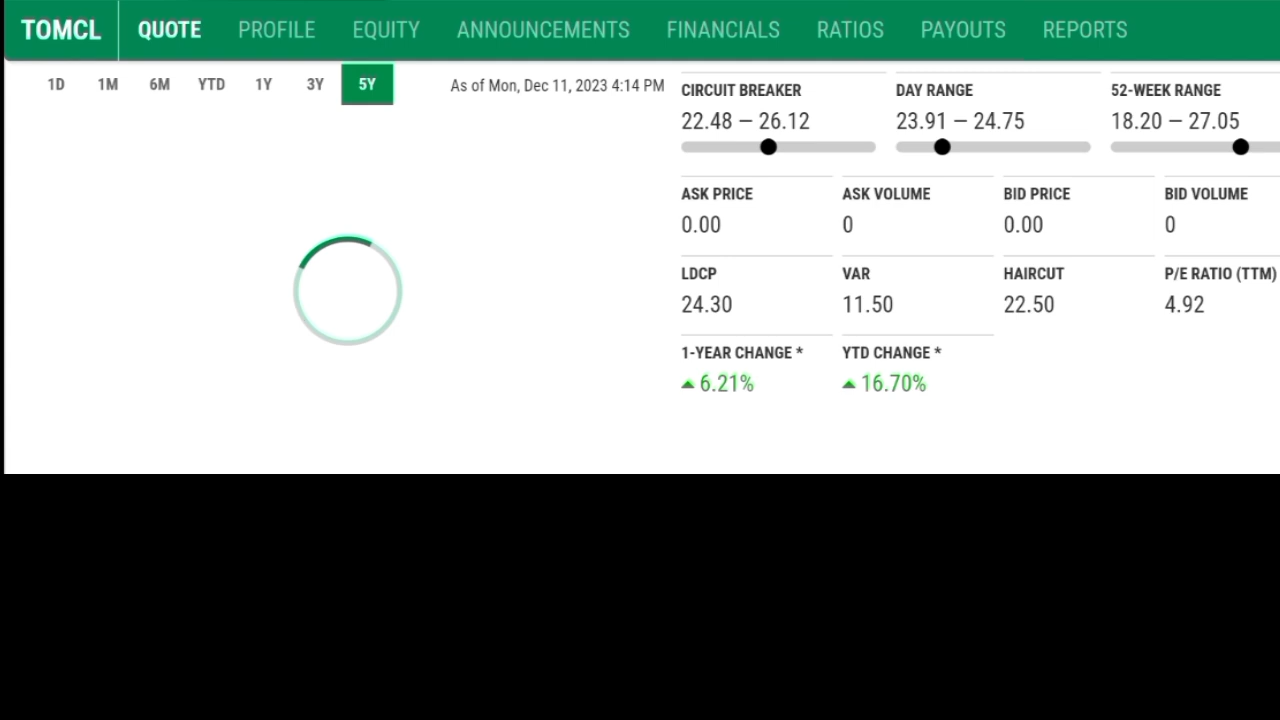 TOMCL QUOTE PROFILE EQUITY ANNOUNCEMENTS FINANCIALS RATIOS PAYOUTS REPORTS
1D 1M 6M YTD 1Y 3Y 5Y As of Mon, Dec 11, 2023 4:14 PM
CIRCUIT BREAKER DAY RANGE 52-WEEK RANGE
22.48 — 26.12 23.91 — 24.75 18.20 — 27.05
ASK PRICE ASK VOLUME BID PRICE BID VOLUME
0.00 0 0.00 0
LDCP VAR HAIRCUT P/E RATIO (TTM)
24.30 11.50 22.50 4.92
1-YEAR CHANGE * YTD CHANGE *
6.21% 16.70%